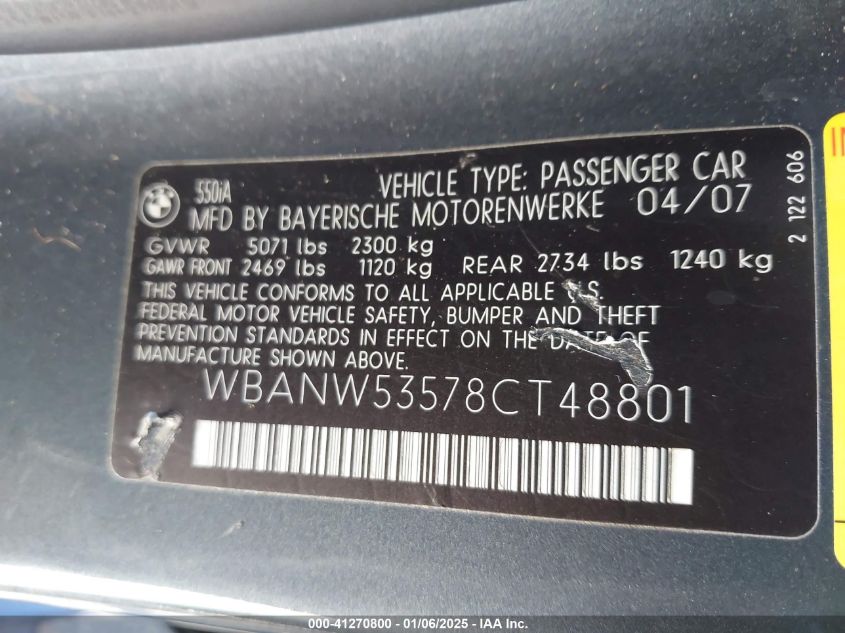 550iA
VEHICLE TYPE: PASSENGER CAR
MFD BY BAYERISCHE MOTORENWERKE 04/07
GVWR 5071 lbs 2300 kg
GAWR FRONT 2469 lbs 1120 kg REAR 2734 lbs 1240 kg
THIS VEHICLE CONFORMS TO ALL APPLICABLE U.S.
FEDERAL MOTOR VEHICLE SAFETY, BUMPER AND THEFT
PREVENTION STANDARDS IN EFFECT ON THE DATE OF
MANUFACTURE SHOWN ABOVE.
WBANW53578CT48801
2 122 606
000-41270800 - 01/06/2025 - IAA Inc.